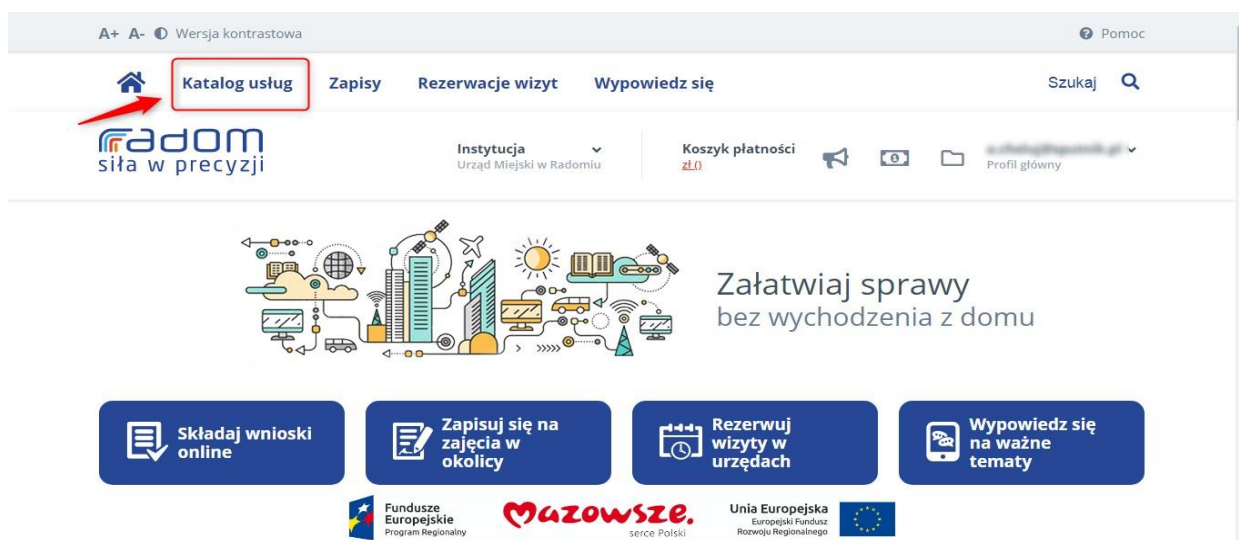 A+ A- Wersja kontrastowa
Pomoc
Katalog usług Zapisy Rezerwacje wizyt Wypowiedz się
Szukaj
radom
siła w precyzji
Instytucja
Urząd Miejski w Radomiu
Koszyk płatności
zł ()
Profil główny
Załatwiaj sprawy
bez wychodzenia z domu
Składaj wnioski
online
Zapisuj się na
zajęcia w
okolicy
Rezerwuj
wizyty w
urzędach
Wypowiedz się
na ważne
tematy
Fundusze
Europejskie
Program Regionalny
Mazowsze.
serce Polski
Unia Europejska
Europejski Fundusz
Rozwoju Regionalnego